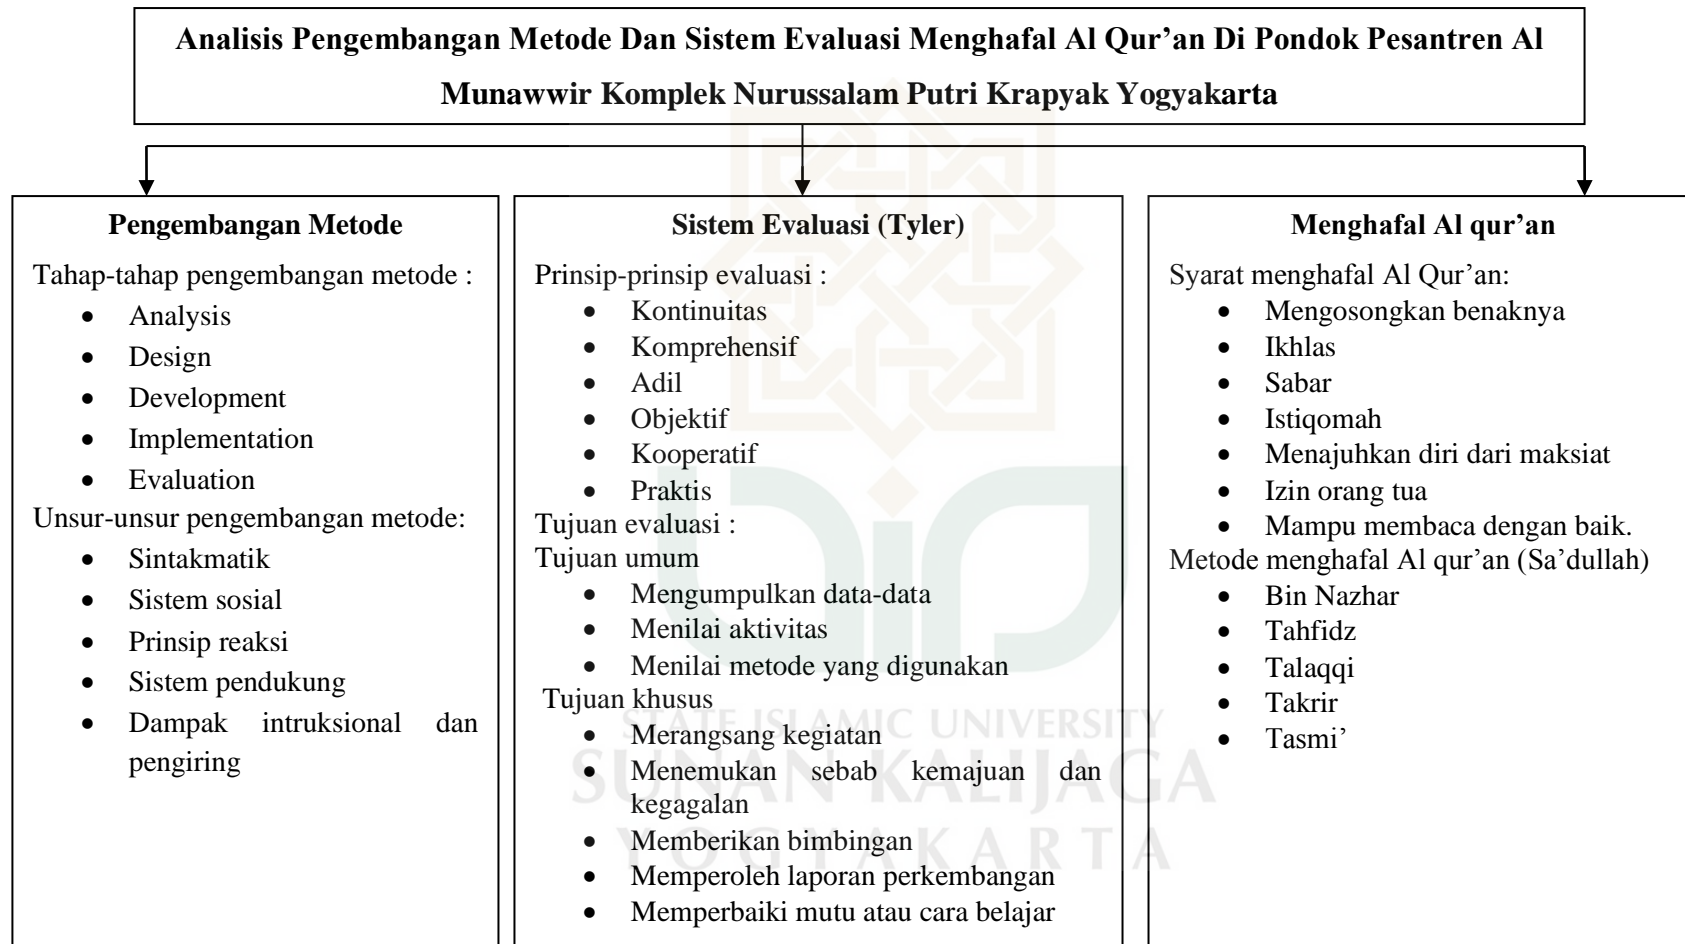 Analisis Pengembangan Metode Dan Sistem Evaluasi Menghafal Al Qur’an Di Pondok Pesantren Al
Munawwir Komplek Nurussalam Putri Krapyak Yogyakarta
Pengembangan Metode
Tahap-tahap pengembangan metode :
• Analysis
• Design
• Development
• Implementation
• Evaluation
Unsur-unsur pengembangan metode:
• Sintakmatik
• Sistem sosial
• Prinsip reaksi
• Sistem pendukung
• Dampak intruksional dan
pengiring
Sistem Evaluasi (Tyler)
Prinsip-prinsip evaluasi :
• Kontinuitas
• Komprehensif
• Adil
• Objektif
• Kooperatif
• Praktis
Tujuan evaluasi :
Tujuan umum
• Mengumpulkan data-data
• Menilai aktivitas
• Menilai metode yang digunakan
Tujuan khusus
• Merangsang kegiatan
• Menemukan sebab kemajuan dan
kegagalan
• Memberikan bimbingan
• Memperoleh laporan perkembangan
• Memperbaiki mutu atau cara belajar
Menghafal Al qur’an
Syarat menghafal Al Qur’an:
• Mengosongkan benaknya
• Ikhlas
• Sabar
• Istiqomah
• Menajuhkan diri dari maksiat
• Izin orang tua
• Mampu membaca dengan baik.
Metode menghafal Al qur’an (Sa’dullah)
• Bin Nazhar
• Tahfidz
• Talaqqi
• Takrir
• Tasmi’
STATE ISLAMIC UNIVERSITY
SUNAN KALIJAGA
YOGYAKARTA